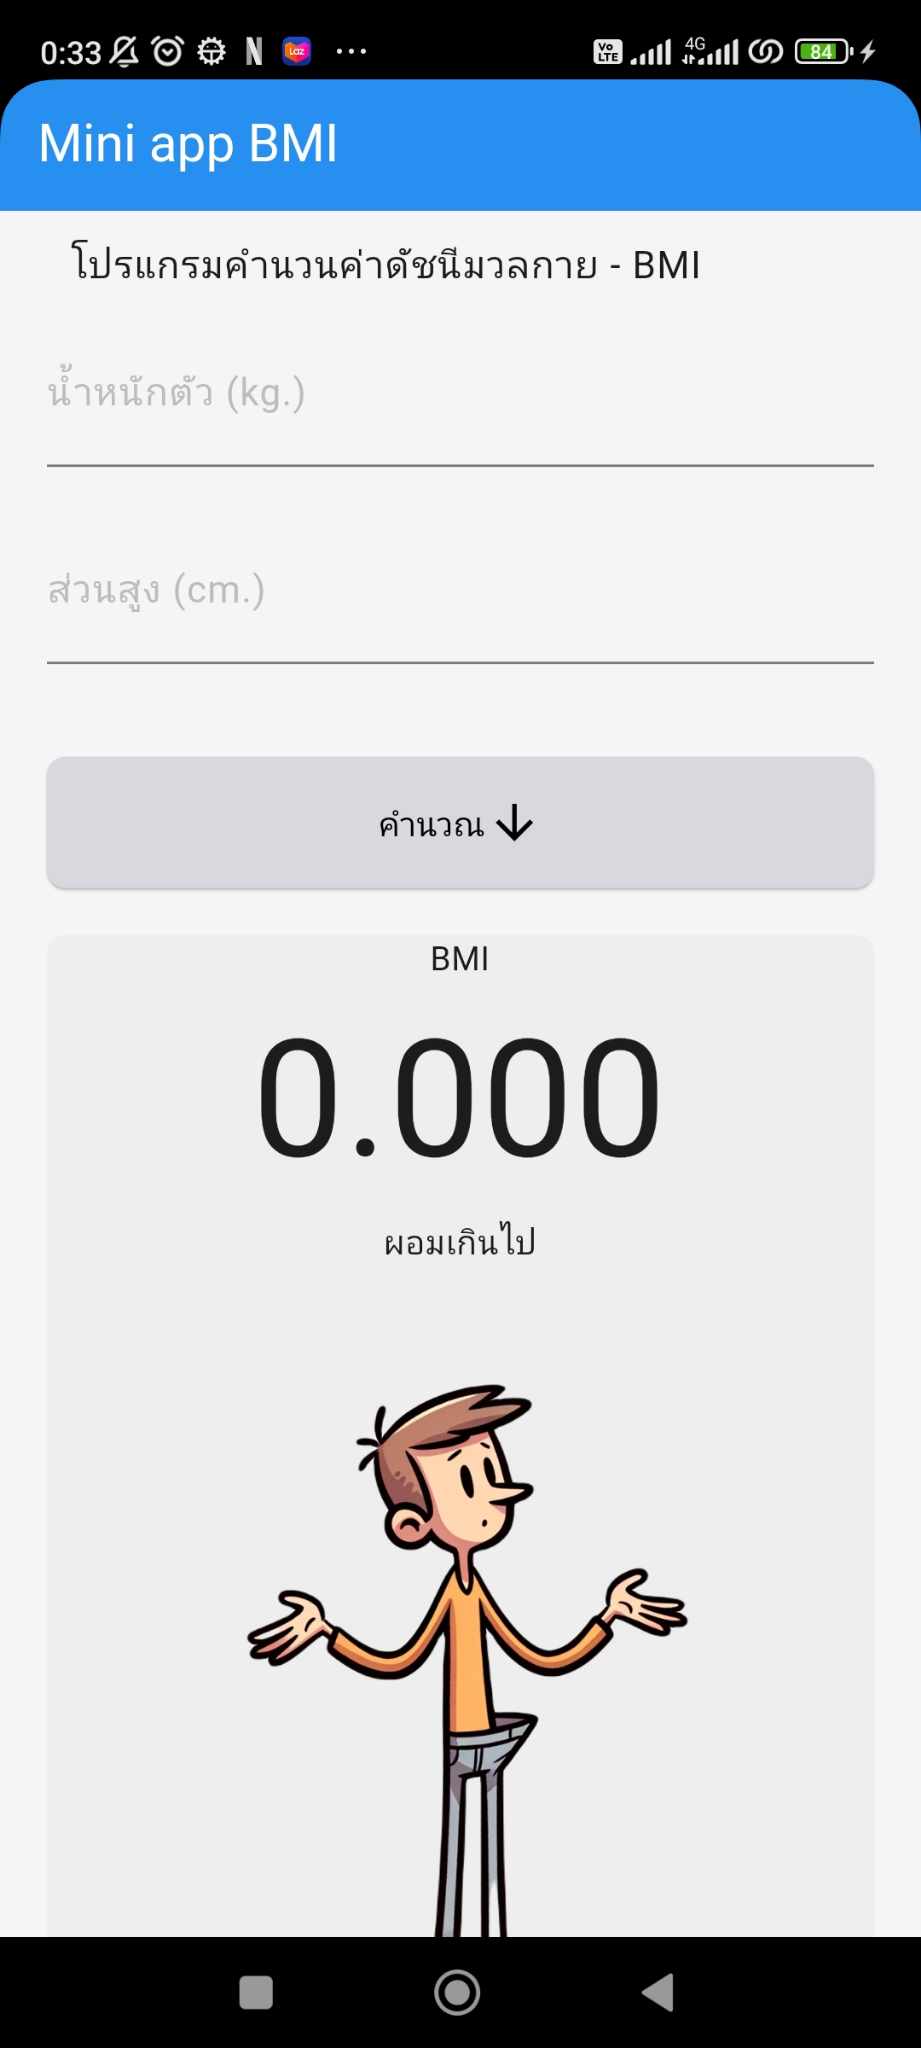 0:33
Laz
Vo
LTE
4G
84
Mini app BMI
โปรแกรมคำนวนค่าดัชนีมวลกาย - BMI
น้ำหนักตัว (kg.)
ส่วนสูง (cm.)
คำนวณ
BMI
0.000
ผอมเกินไป